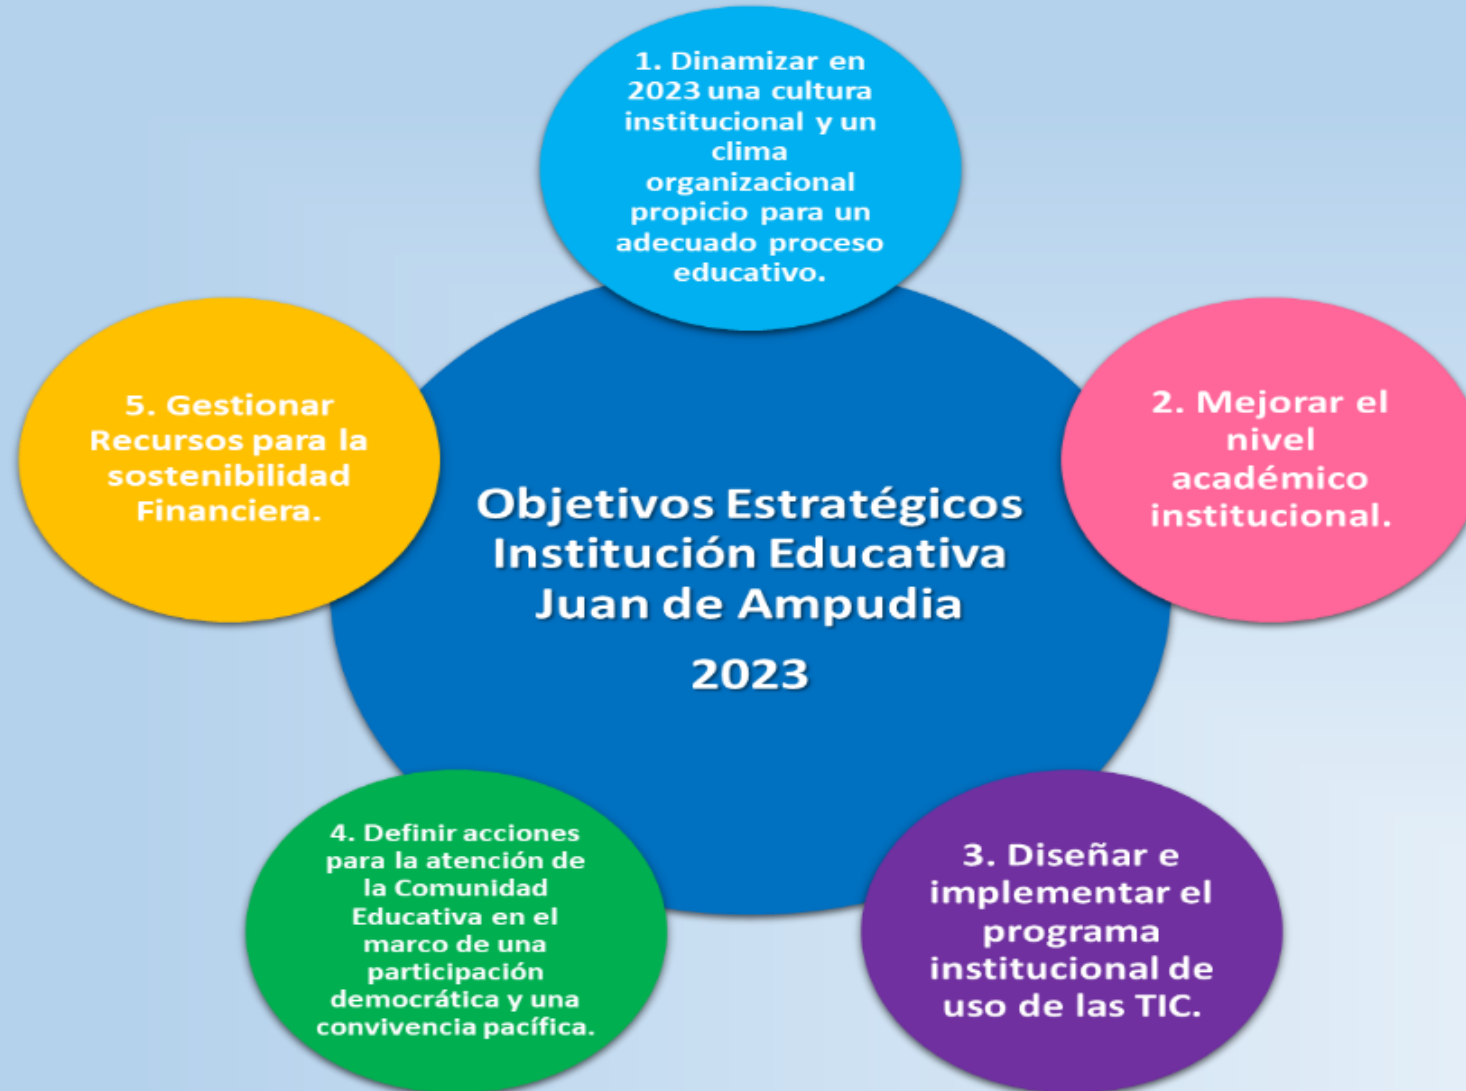 1. Dinamizar en
2023 una cultura
institucional y un
clima
organizacional
propicio para un
adecuado proceso
educativo.
2. Mejorar el
nivel
académico
institucional.
3. Diseñar e
implementar el
programa
institucional de
uso de las TIC.
4. Definir acciones
para la atención de
la Comunidad
Educativa en el
marco de una
participación
democrática y una
convivencia pacífica.
5. Gestionar
Recursos para la
sostenibilidad
Financiera.
Objetivos Estratégicos
Institución Educativa
Juan de Ampudia
2023